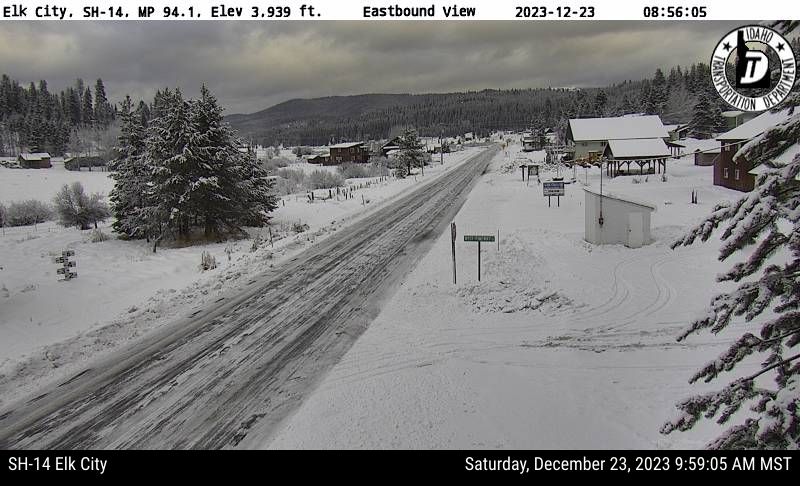 Elk City, SH-14, MP 94.1, Elev 3,939 ft. Eastbound View 2023-12-23 08:56:05
IDAHO
TRANSPORTATION DEPARTMENT
SH-14 Elk City Saturday, December 23, 2023 9:59:05 AM MST